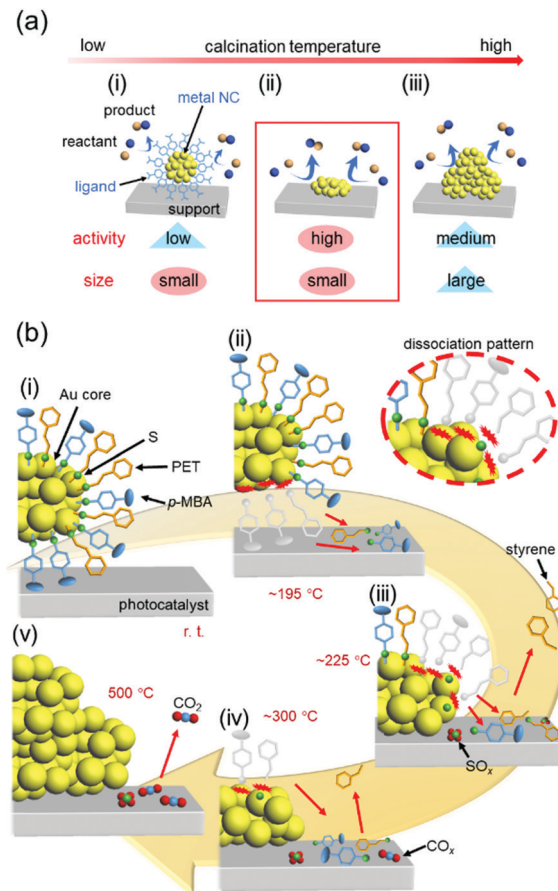 (a)
low calcination temperature high
(i) (ii) (iii)
product metal NC
reactant
ligand
support
activity low high medium
size small small large
(b)
(i)
Au core
S
PET
p-MBA
photocatalyst
r. t.
(ii)
dissociation pattern
~195 °C
styrene
(iii)
~225 °C
SOx
(iv)
~300 °C
COx
(v)
500 °C
CO2